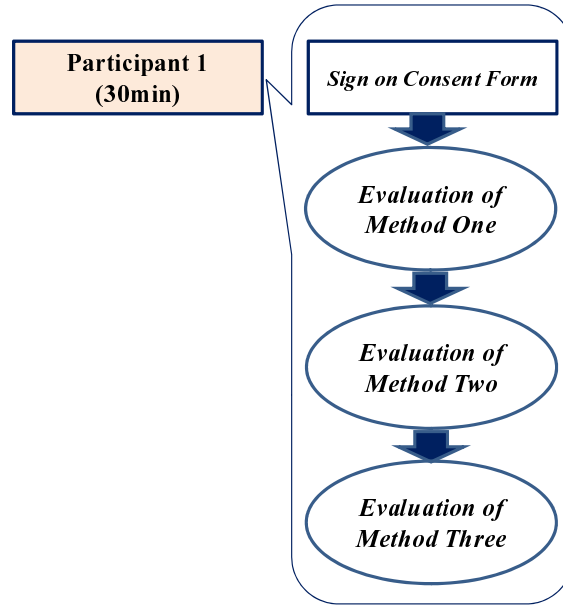 Participant 1
(30min)
Sign on Consent Form
Evaluation of
Method One
Evaluation of
Method Two
Evaluation of
Method Three